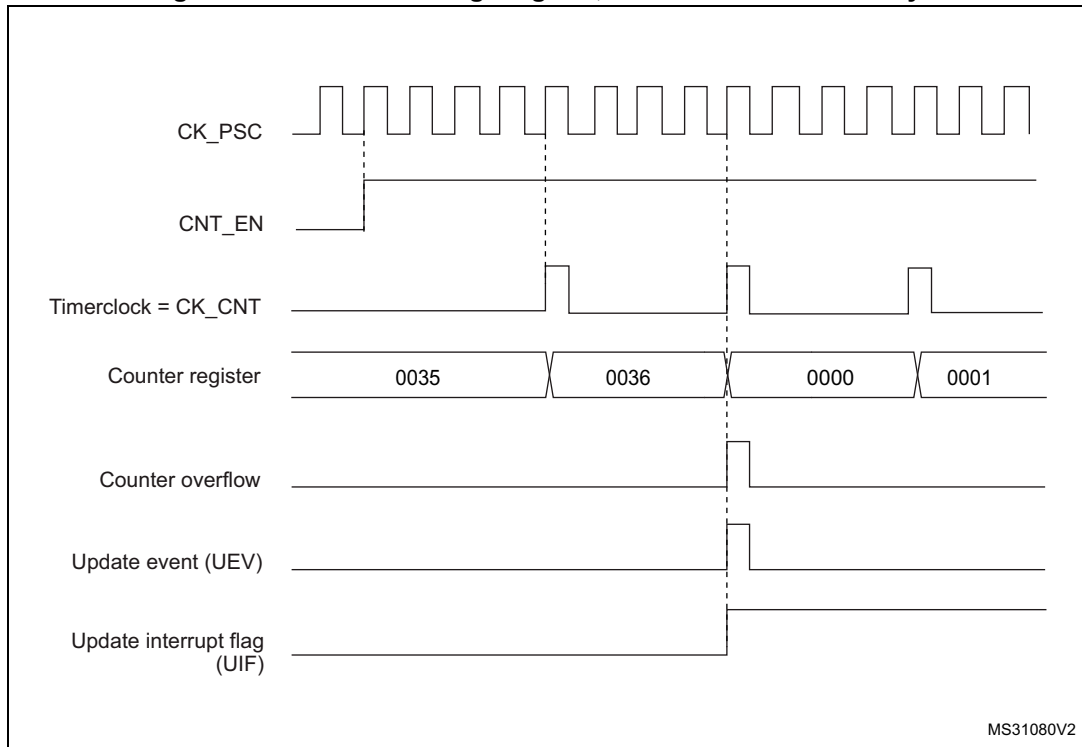 CK_PSC
CNT_EN
Timerclock = CK_CNT
Counter register
0035
0036
0000
0001
Counter overflow
Update event (UEV)
Update interrupt flag
(UIF)
MS31080V2